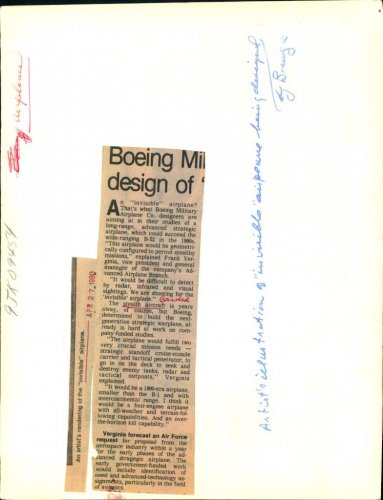 Boeing Mil
design of "
An "invisible" airplane?
That's what Boeing Military
Airplane Co. designers are
aiming at in their studies of a
long-range, advanced strategic
airplane, which could succeed the
wide-ranging B-52 in the 1990s.
"This airplane would be geometri-
cally configured to permit stealthy
missions," explained Frank Ver-
ginia, vice president and general
manager of the company's Ad-
vanced Airplane Branch.
"It would be difficult to detect
by radar, infrared and visual
sightings. We are shooting for the
'invisible' airplane."
The stealth aircraft is years
away, of course, but Boeing,
determined to build the next-
generation strategic warplane, al-
ready is hard at work on com-
pany-funded studies.
"The airplane would fulfill two
very crucial mission needs —
strategic standoff cruise-missile
carrier and tactical penetrator, to
go in on the deck to seek and
destroy enemy tanks, radar and
tactical outposts," Verginia
explained.
"It would be a 1990-era airplane,
smaller than the B-1 and with
intercontinental range. I think it
would be a four-engine airplane
with all-weather and terrain-fol-
lowing capabilities. And an over-
the-horizon kill capability."
Verginia forecast an Air Force
request for proposal from the
aerospace industry within a year
for the early phases of the ad-
vanced stragegic airplane. The
early government-funded work
would include identification of
need and advanced-technology as-
signments, particularly in the field
of avionics.
An artist's rendering of the "invisible" airplane.
APR 27 1980
airplane
Artist's illustration of "invisible" airplane being designed
by Boeing